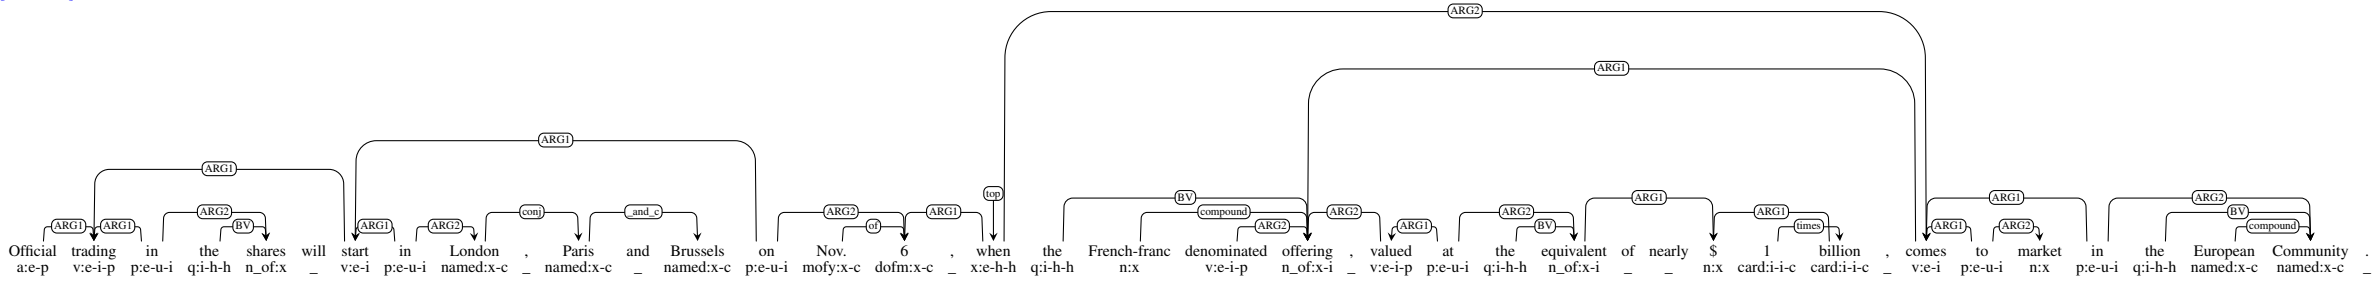 ARG2
ARG1
ARG1
ARG1 top
BV ARG1 ARG1 ARG2
ARG2 conj _and_c ARG2 ARG1 compound ARG2 ARG2 ARG1 BV
ARG1 ARG1 BV ARG1 ARG2 of ARG2 ARG1 BV times ARG1 ARG2 compound
Official trading in the shares will start in London , Paris and Brussels on Nov. 6 , when the French-franc denominated offering , valued at the equivalent of nearly $ 1 billion , comes to market in the European Community .
a:e-p v:e-i-p p:e-u-i q:i-h-h n_of:x _ v:e-i p:e-u-i named:x-c _ named:x-c _ named:x-c p:e-u-i mofy:x-c dofm:x-c _ x:e-h-h q:i-h-h n:x v:e-i-p n_of:x-i _ v:e-i-p p:e-u-i q:i-h-h n_of:x-i _ _ n:x card:i-i-c card:i-i-c _ v:e-i p:e-u-i n:x p:e-u-i q:i-h-h named:x-c named:x-c _